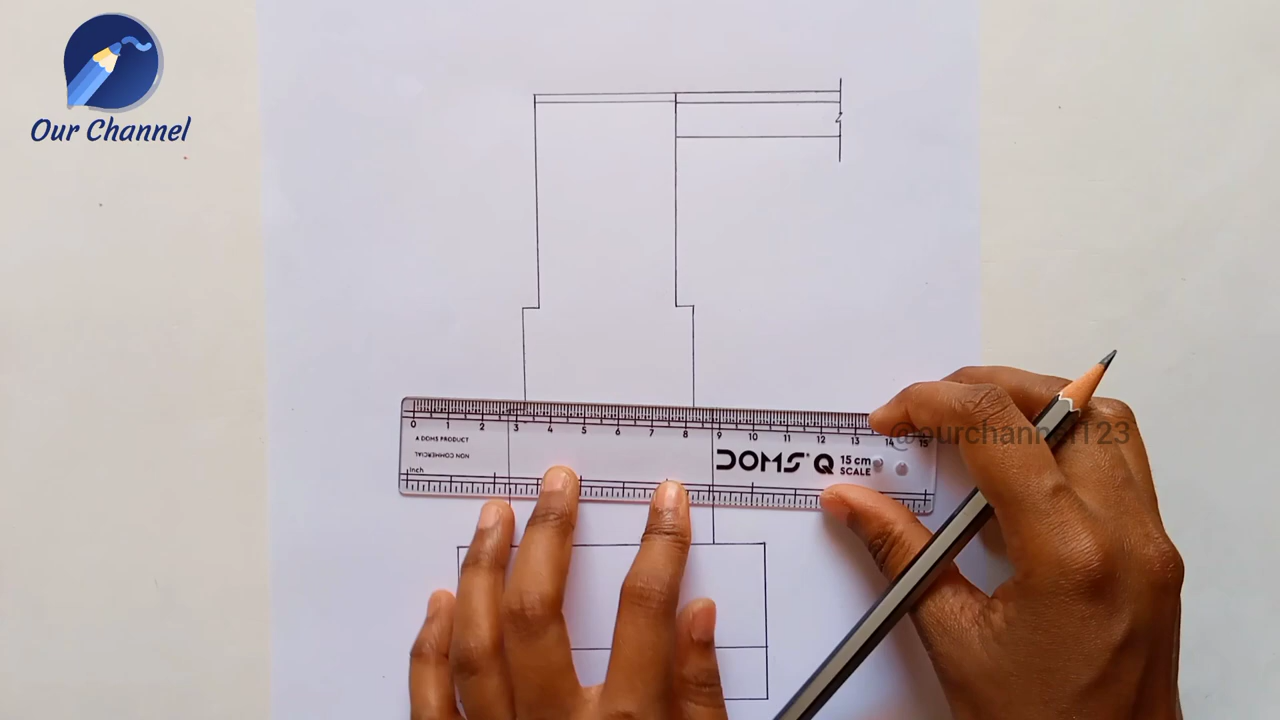 Our Channel
0 1 2 3 4 5 6 7 8 9 10 11 12 13 14 15
A DOMS PRODUCT
NON COMMERCIAL
DOMS Q 15 cm
SCALE
Inch
@ourchannel1123